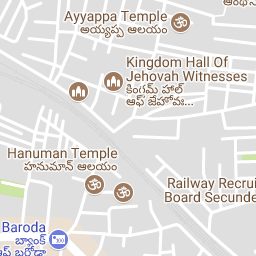 Ayyappa Temple
అయ్యప్ప ఆలయం
Kingdom Hall Of
Jehovah Witnesses
కింగ్డమ్ హాల్
ఆఫ్ జేహోవః...
Hanuman Temple
హనుమాన్ ఆలయం
Railway Recrui
Board Secunde
Baroda
బ్యాంక్